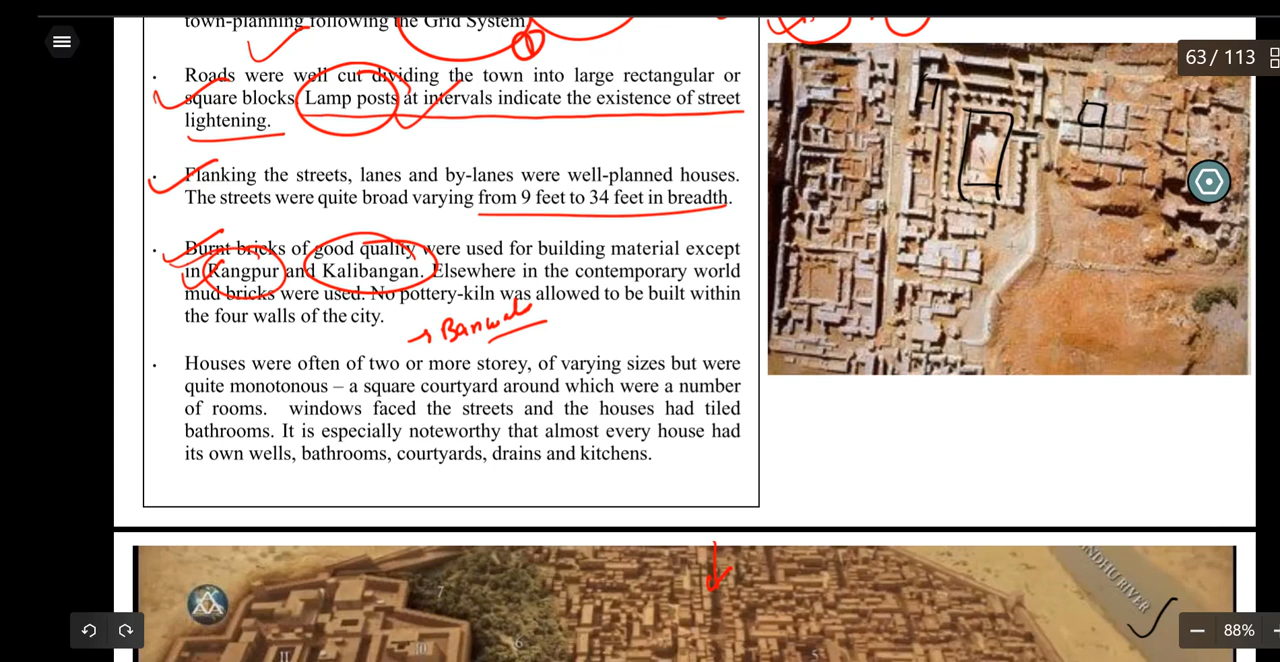 town-planning following the Grid System.
63 / 113
· Roads were well cut dividing the town into large rectangular or
square blocks. Lamp posts at intervals indicate the existence of street
lightening.
· Flanking the streets, lanes and by-lanes were well-planned houses.
The streets were quite broad varying from 9 feet to 34 feet in breadth.
· Burnt bricks of good quality were used for building material except
in Rangpur and Kalibangan. Elsewhere in the contemporary world
mud bricks were used. No pottery-kiln was allowed to be built within
the four walls of the city.
→ Banwali
· Houses were often of two or more storey, of varying sizes but were
quite monotonous – a square courtyard around which were a number
of rooms. windows faced the streets and the houses had tiled
bathrooms. It is especially noteworthy that almost every house had
its own wells, bathrooms, courtyards, drains and kitchens.
NDHU RIVER
7
6
10
11
5
88%